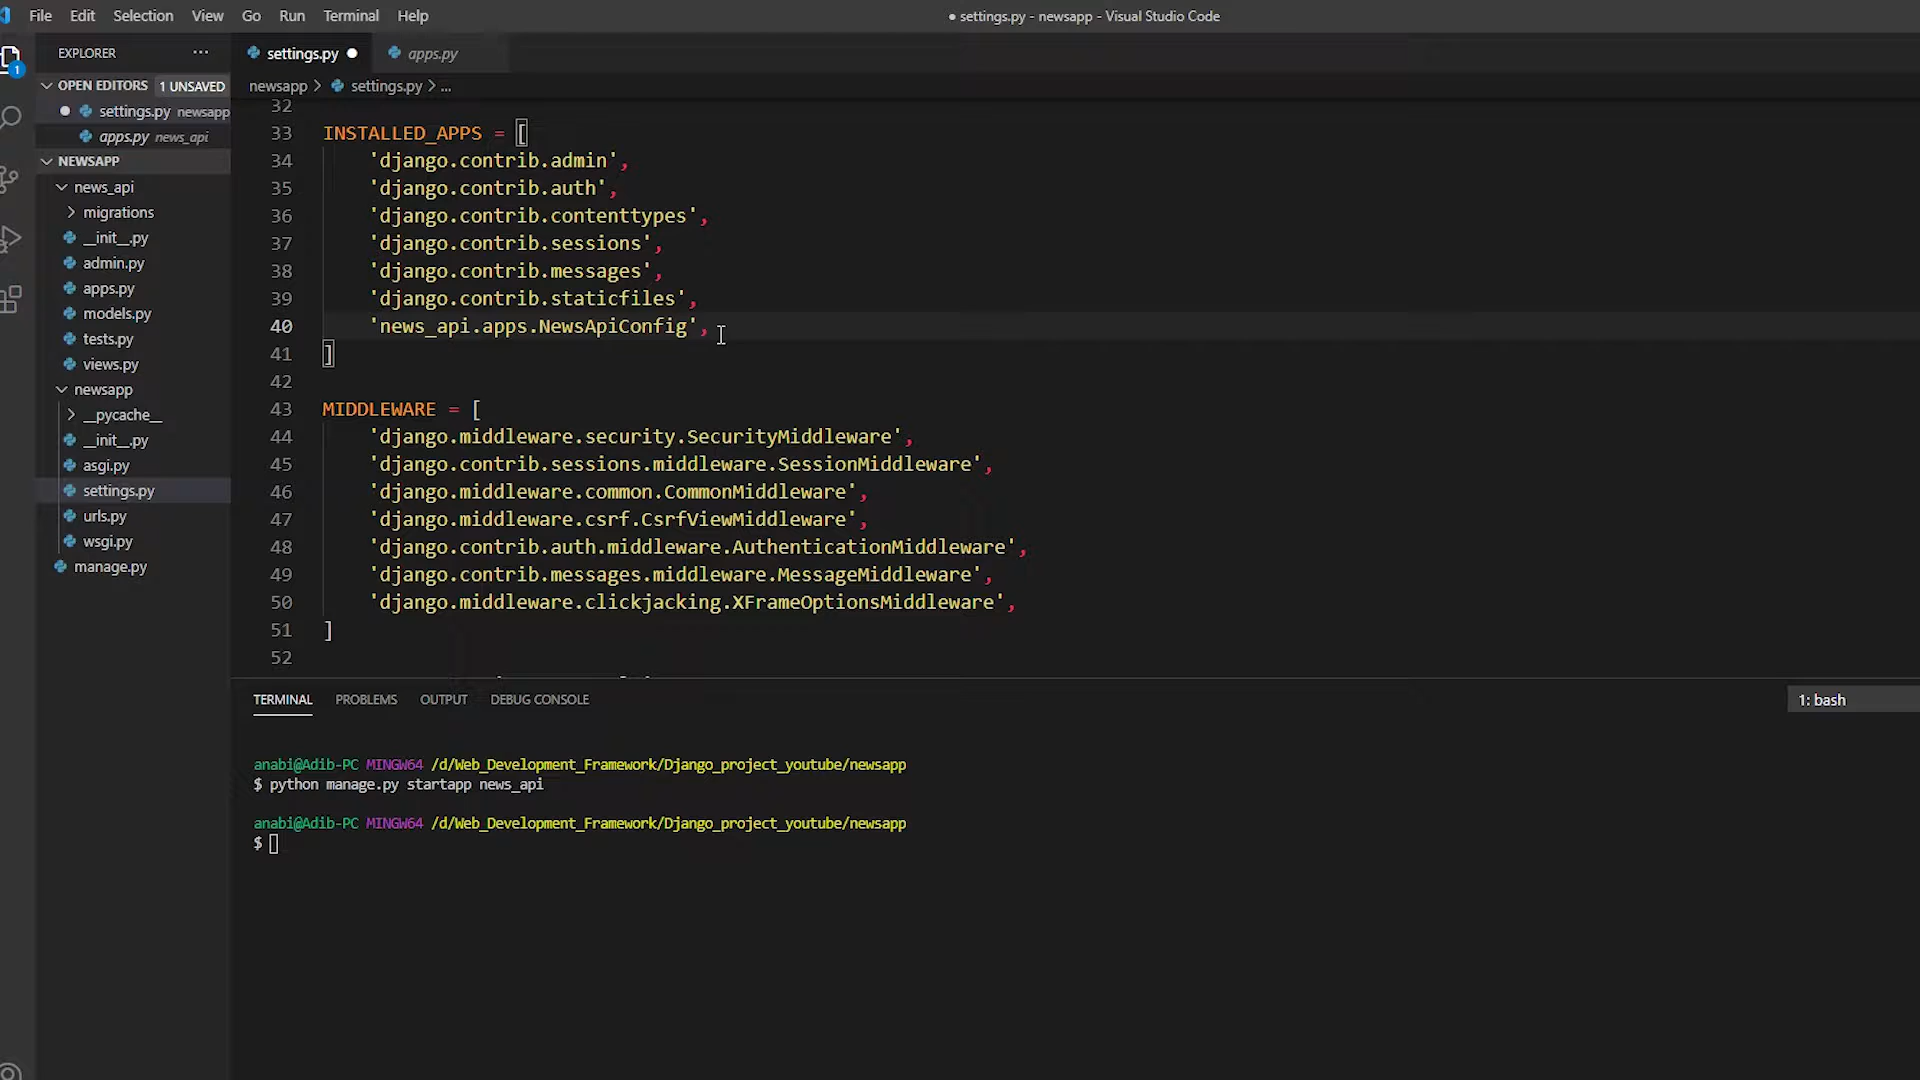 File Edit Selection View Go Run Terminal Help
● settings.py - newsapp - Visual Studio Code
EXPLORER ...
1
OPEN EDITORS 1 UNSAVED
settings.py newsapp
apps.py news_api
NEWSAPP
news_api
migrations
__init__.py
admin.py
apps.py
models.py
tests.py
views.py
newsapp
__pycache__
__init__.py
asgi.py
settings.py
urls.py
wsgi.py
manage.py
settings.py apps.py
newsapp > settings.py > ...
32
33 INSTALLED_APPS = [
34 'django.contrib.admin',
35 'django.contrib.auth',
36 'django.contrib.contenttypes',
37 'django.contrib.sessions',
38 'django.contrib.messages',
39 'django.contrib.staticfiles',
40 'news_api.apps.NewsApiConfig',
41 ]
42
43 MIDDLEWARE = [
44 'django.middleware.security.SecurityMiddleware',
45 'django.contrib.sessions.middleware.SessionMiddleware',
46 'django.middleware.common.CommonMiddleware',
47 'django.middleware.csrf.CsrfViewMiddleware',
48 'django.contrib.auth.middleware.AuthenticationMiddleware',
49 'django.contrib.messages.middleware.MessageMiddleware',
50 'django.middleware.clickjacking.XFrameOptionsMiddleware',
51 ]
52
TERMINAL PROBLEMS OUTPUT DEBUG CONSOLE
1: bash
anabi@Adib-PC MINGW64 /d/Web_Development_Framework/Django_project_youtube/newsapp
$ python manage.py startapp news_api
anabi@Adib-PC MINGW64 /d/Web_Development_Framework/Django_project_youtube/newsapp
$